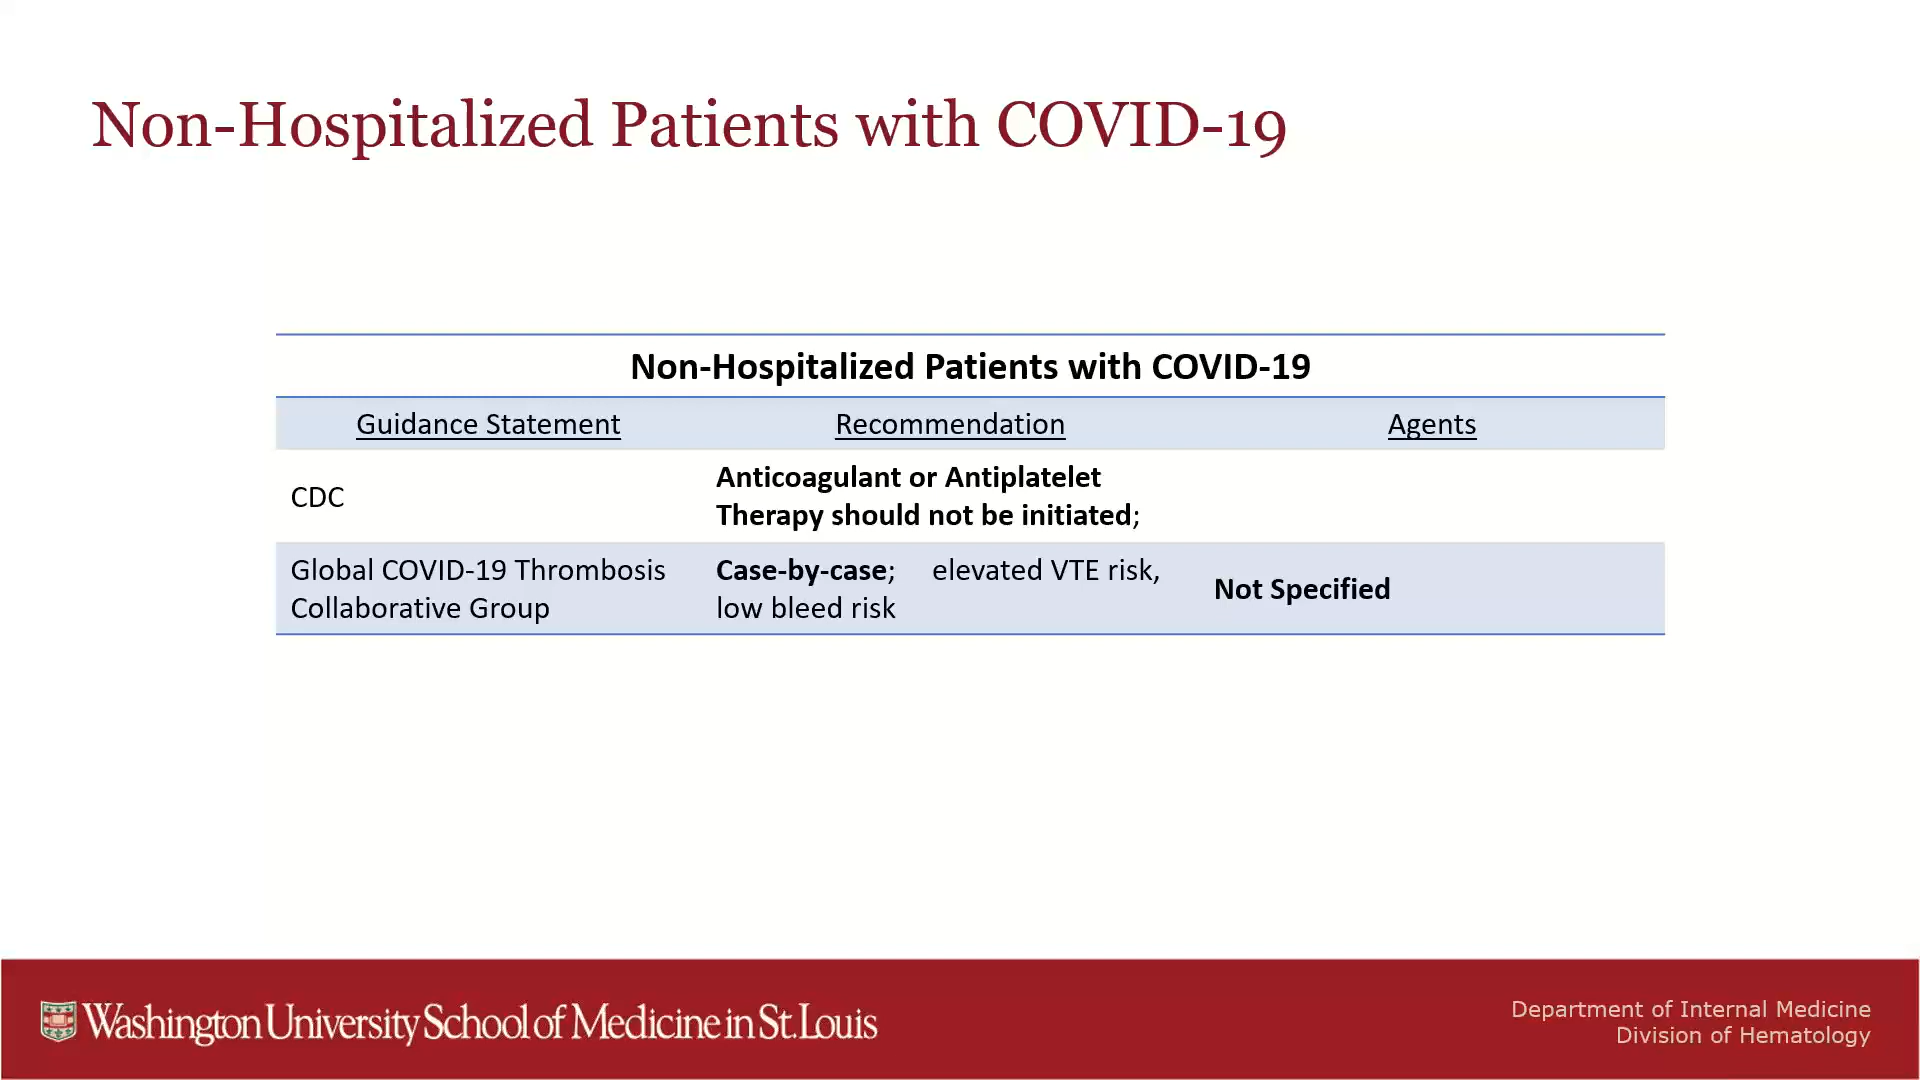 Non-Hospitalized Patients with COVID-19
Non-Hospitalized Patients with COVID-19
Guidance Statement Recommendation Agents
CDC
Anticoagulant or Antiplatelet
Therapy should not be initiated;
Global COVID-19 Thrombosis
Collaborative Group
Case-by-case; elevated VTE risk,
low bleed risk
Not Specified
Washington University School of Medicine in St. Louis
Department of Internal Medicine
Division of Hematology